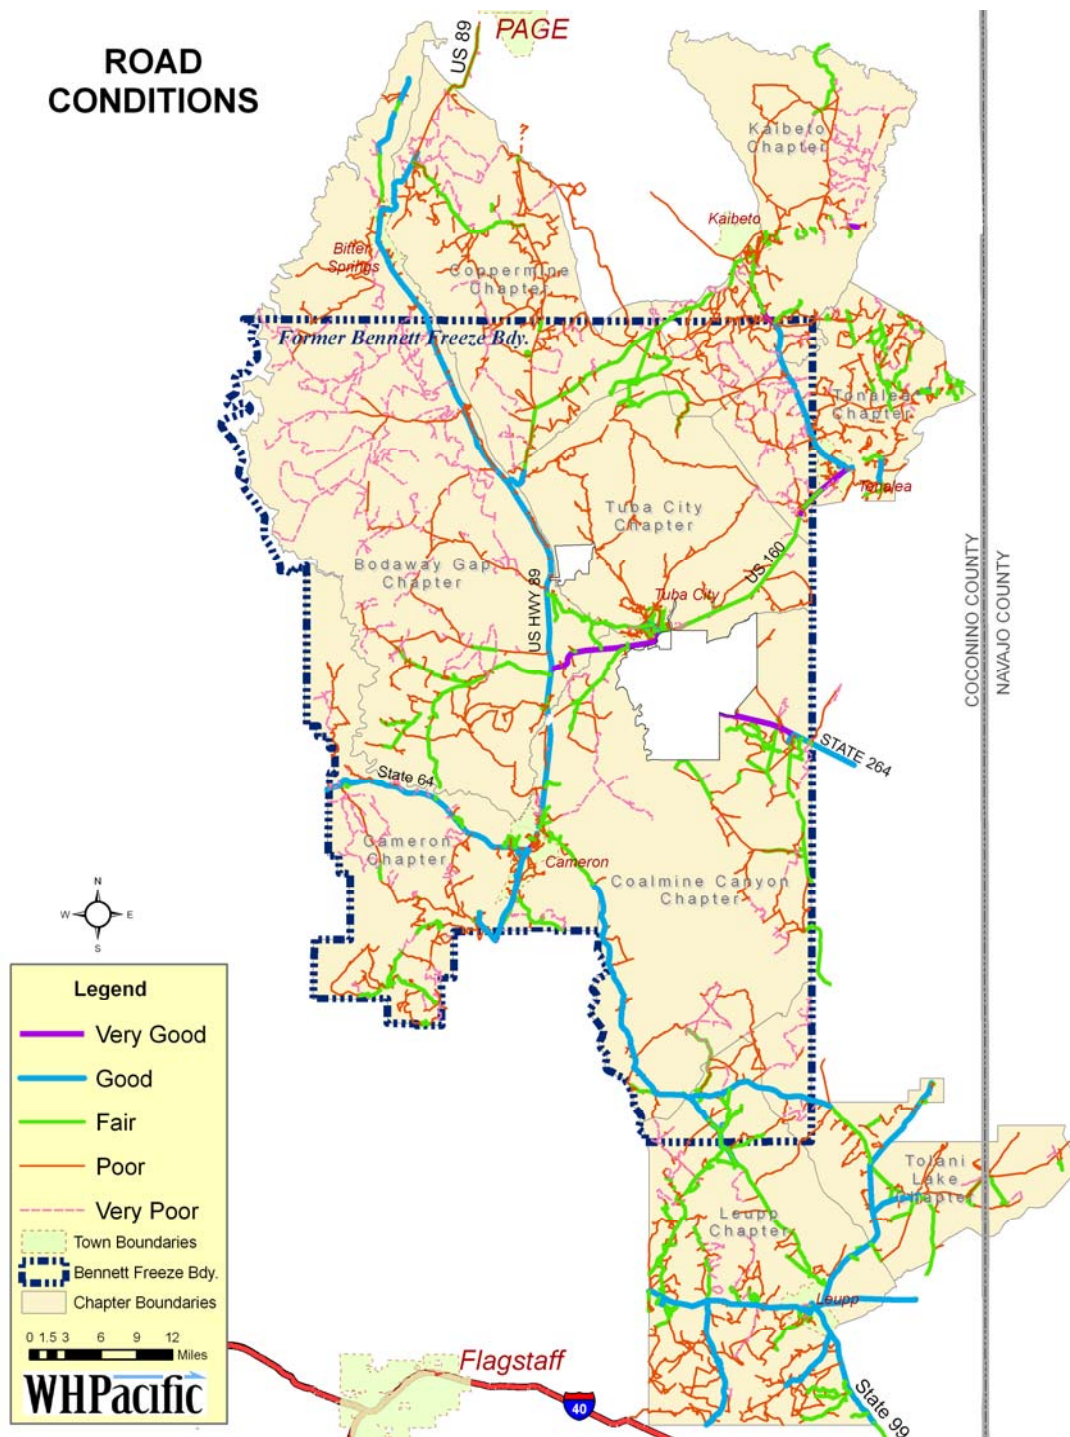 PAGE
US 89
ROAD
CONDITIONS
Kaibeto
Chapter
Kaibeto
Bitter
Springs
Coppermine
Chapter
Former Bennett Freeze Bdy.
Tonalea
Chapter
Tonalea
Tuba City
Chapter
Bodaway Gap
Chapter
US HWY 89
US 160
Tuba City
COCONINO COUNTY
NAVAJO COUNTY
STATE 264
State 64
Cameron
Chapter
Cameron
Coalmine Canyon
Chapter
N
W E
S
Legend
Very Good
Good
Fair
Poor
Very Poor
Town Boundaries
Bennett Freeze Bdy.
Chapter Boundaries
0 1.5 3 6 9 12
Miles
WHPacific
Tolani
Lake
Chapter
Leupp
Chapter
Leupp
Flagstaff
40
State 99